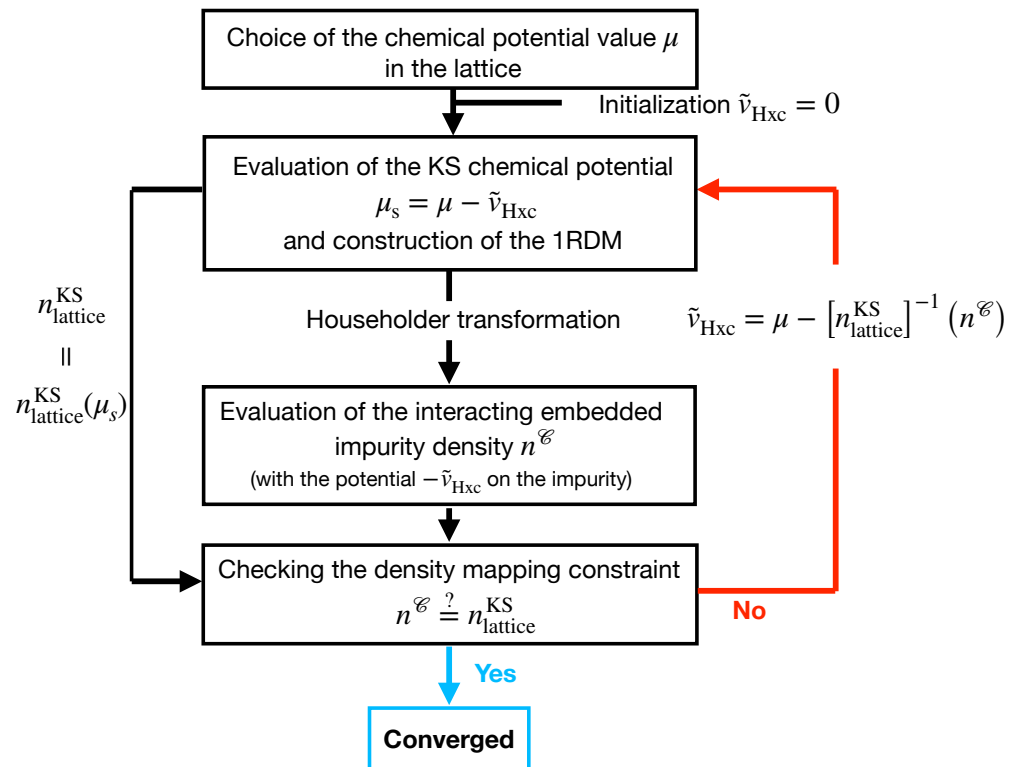 Choice of the chemical potential value μ
in the lattice
Initialization ṽ_Hxc = 0
Evaluation of the KS chemical potential
μ_s = μ − ṽ_Hxc
and construction of the 1RDM
n^KS_lattice
||
n^KS_lattice(μ_s)
Householder transformation
ṽ_Hxc = μ − [n^KS_lattice]^−1 (n^𝒞)
Evaluation of the interacting embedded
impurity density n^𝒞
(with the potential −ṽ_Hxc on the impurity)
Checking the density mapping constraint
n^𝒞 =^? n^KS_lattice
No
Yes
Converged